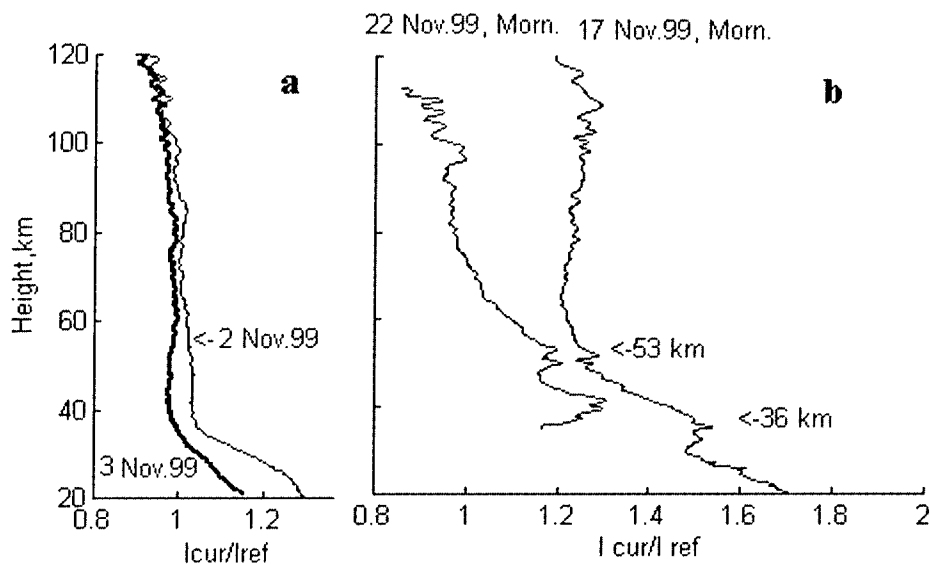 22 Nov.99, Morn. 17 Nov.99, Morn.
120
100
80
60
40
20
Height,km
a
<-2 Nov.99
3 Nov.99
0.8 1 1.2
Icur/Iref
b
<-53 km
<-36 km
0.8 1 1.2 1.4 1.6 1.8 2
I cur/I ref